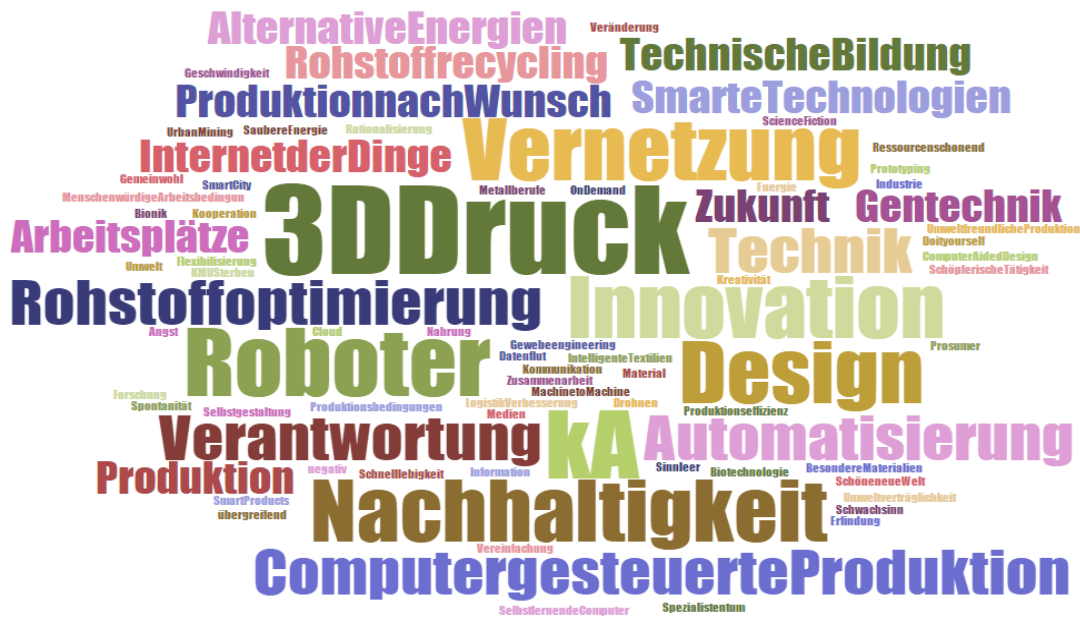 AlternativeEnergien
Veränderung
Rohstoffrecycling
TechnischeBildung
Geschwindigkeit
ProduktionnachWunsch
SmarteTechnologien
UrbanMining
SaubereEnergie
Rationalisierung
Vernetzung
ScienceFiction
InternetderDinge
Ressourcenschonend
Prototyping
Gemeinwohl
SmartCity
Industrie
MenschenwürdigeArbeitsbedingun
3DDruck
Metallberufe
OnDemand
Energie
Zukunft
Gentechnik
Bionik
Kooperation
Arbeitsplätze
Technik
UmweltfreundlicheProduktion
Doityourself
ComputerAidedDesign
Flexibilisierung
Umwelt
KMUSterben
SchöpferischeTätigkeit
Kreativität
Rohstoffoptimierung
Innovation
Angst
Cloud
Nahrung
Roboter
Gewebeengineering
Prosumer
Datenflut
IntelligenteTextilien
Design
Kommunikation
Material
Zusammenarbeit
MachinetoMachine
Forschung
Spontanität
Selbstgestaltung
Produktionsbedingungen
LogistikVerbesserung
Drohnen
Medien
Produktionseffizienz
Verantwortung
kA
Automatisierung
Produktion
negativ
Schnelllebigkeit
Information
Sinnleer
Biotechnologie
BesondereMaterialien
SchöneneueWelt
SmartProducts
Nachhaltigkeit
Umweltverträglichkeit
übergreifend
Schwachsinn
Erfindung
Vereinfachung
ComputergesteuerteProduktion
SelbstlernendeComputer
Spezialistentum